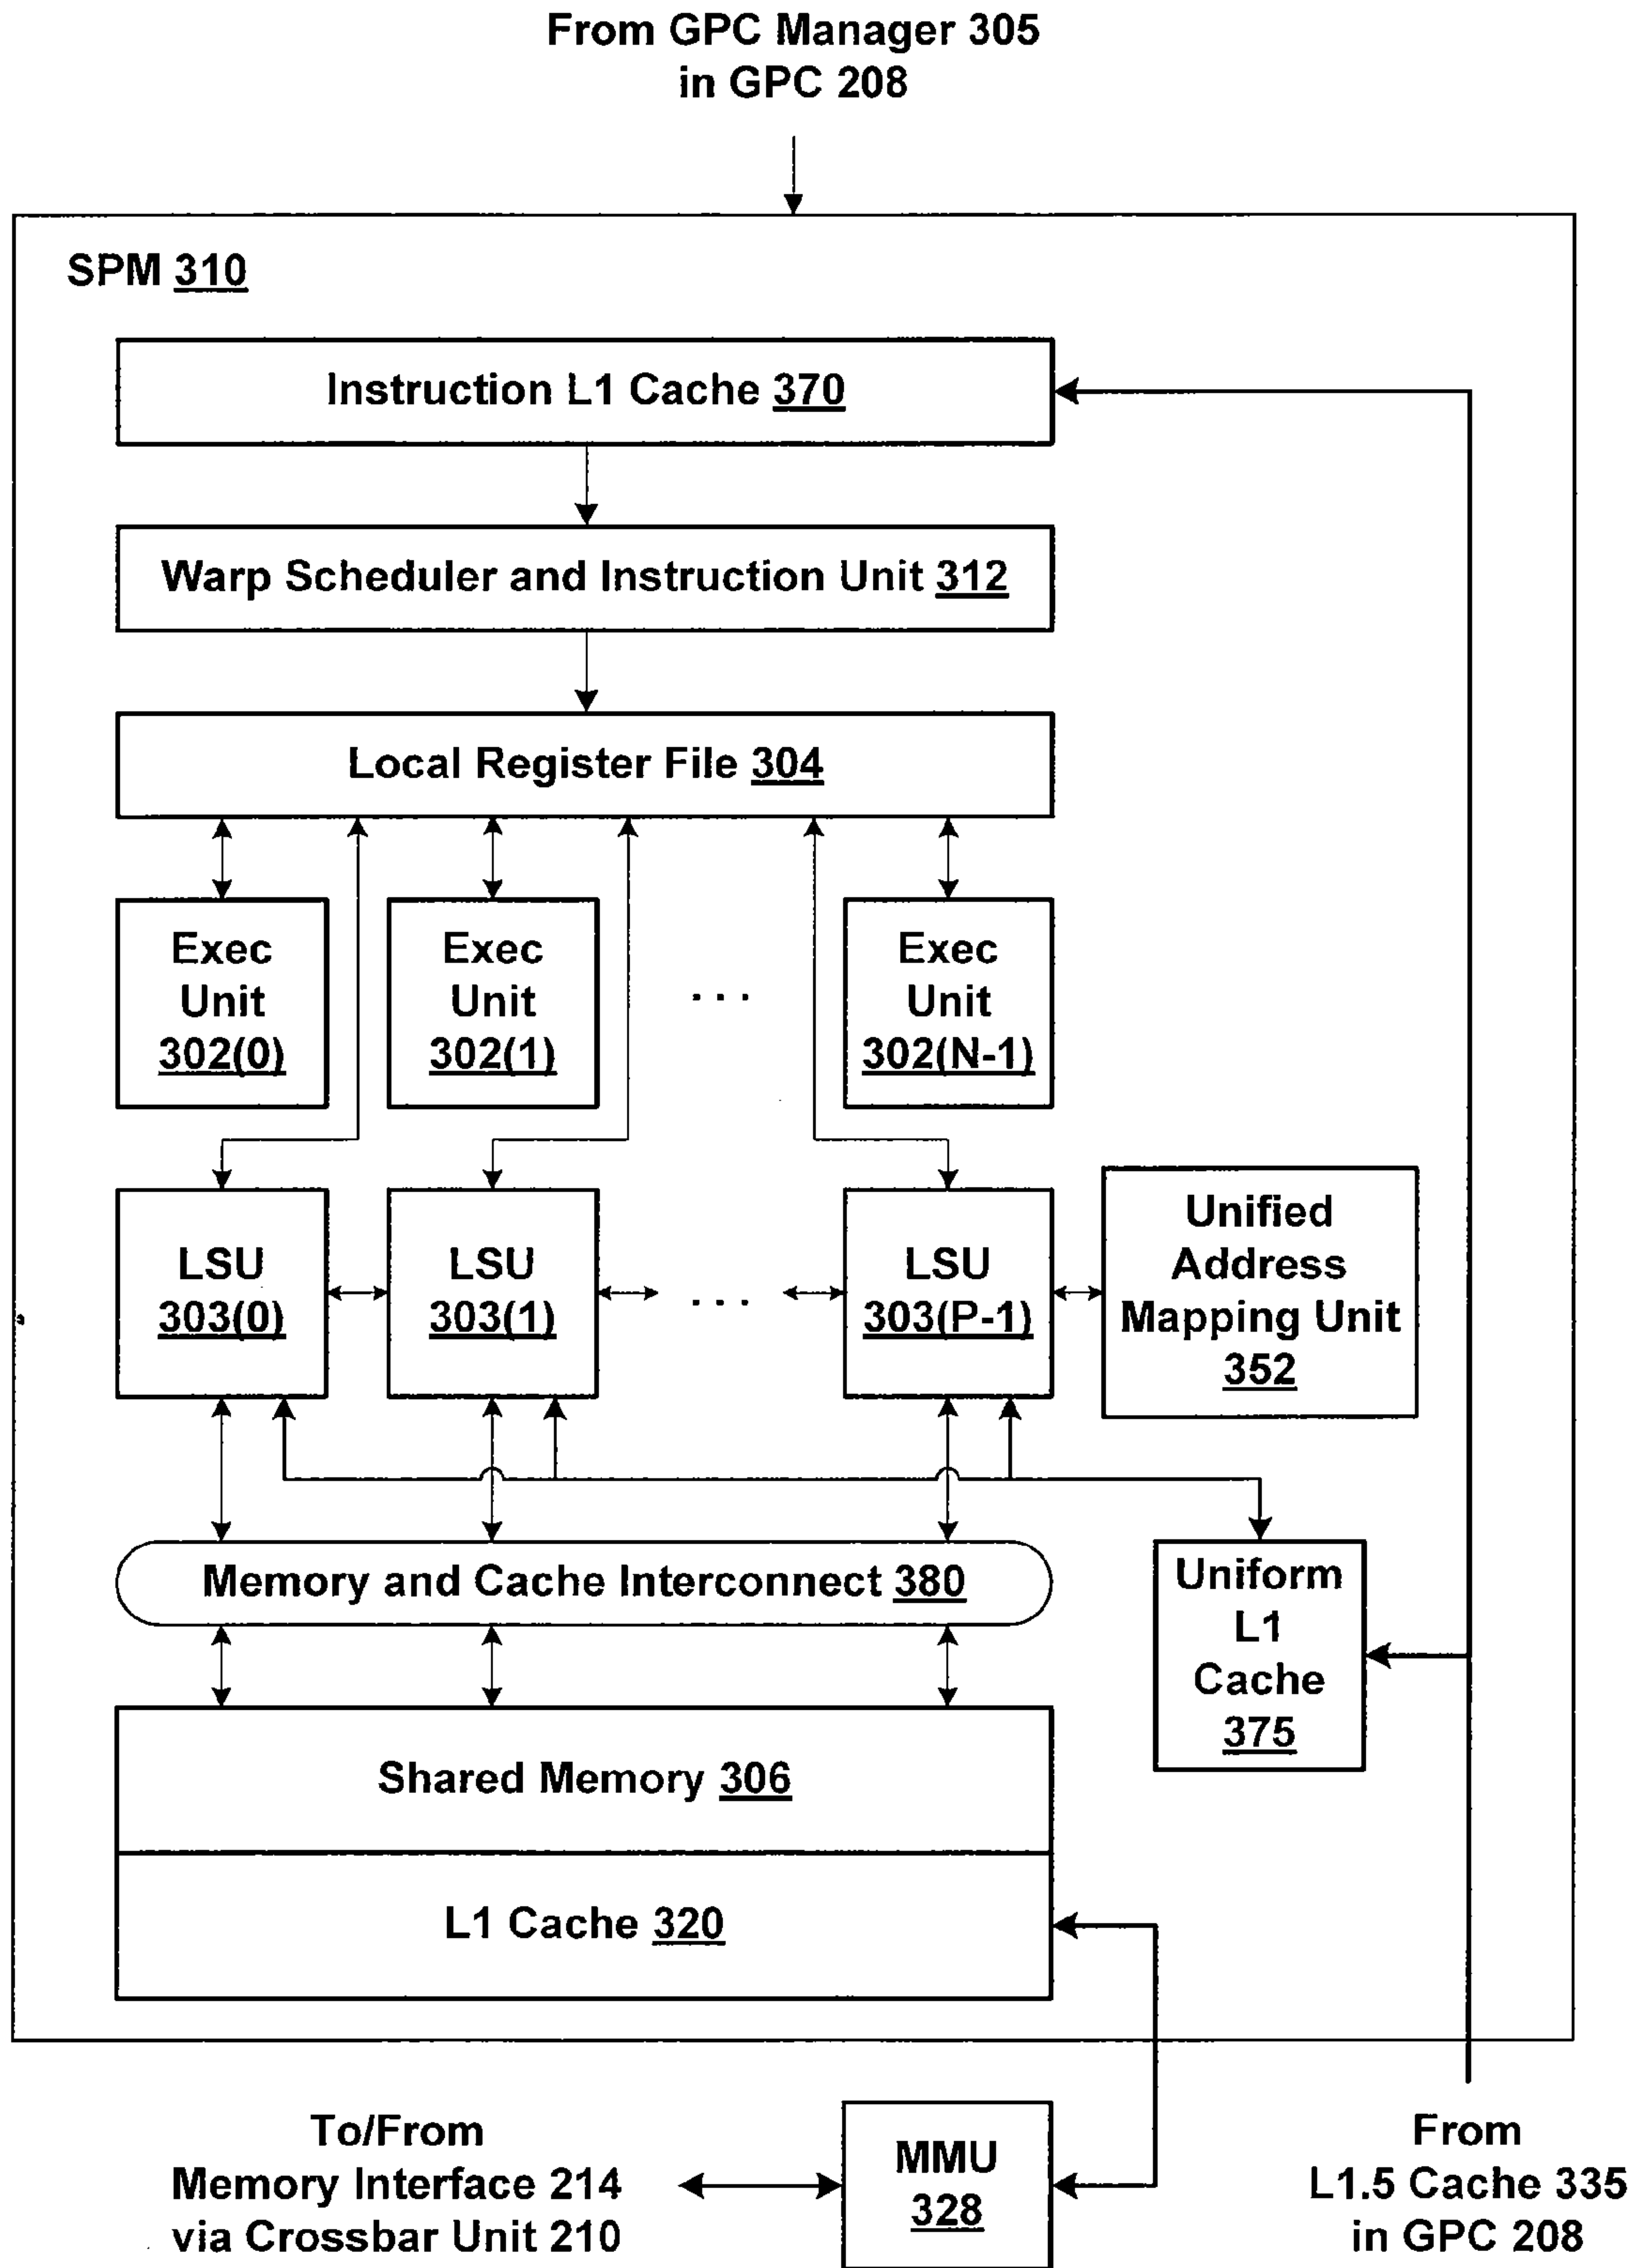 From GPC Manager 305
in GPC 208
SPM 310
Instruction L1 Cache 370
Warp Scheduler and Instruction Unit 312
Local Register File 304
Exec
Unit
302(0)
Exec
Unit
302(1)
. . .
Exec
Unit
302(N-1)
LSU
303(0)
LSU
303(1)
. . .
LSU
303(P-1)
Unified
Address
Mapping Unit
352
Memory and Cache Interconnect 380
Uniform
L1
Cache
375
Shared Memory 306
L1 Cache 320
To/From
Memory Interface 214
via Crossbar Unit 210
MMU
328
From
L1.5 Cache 335
in GPC 208